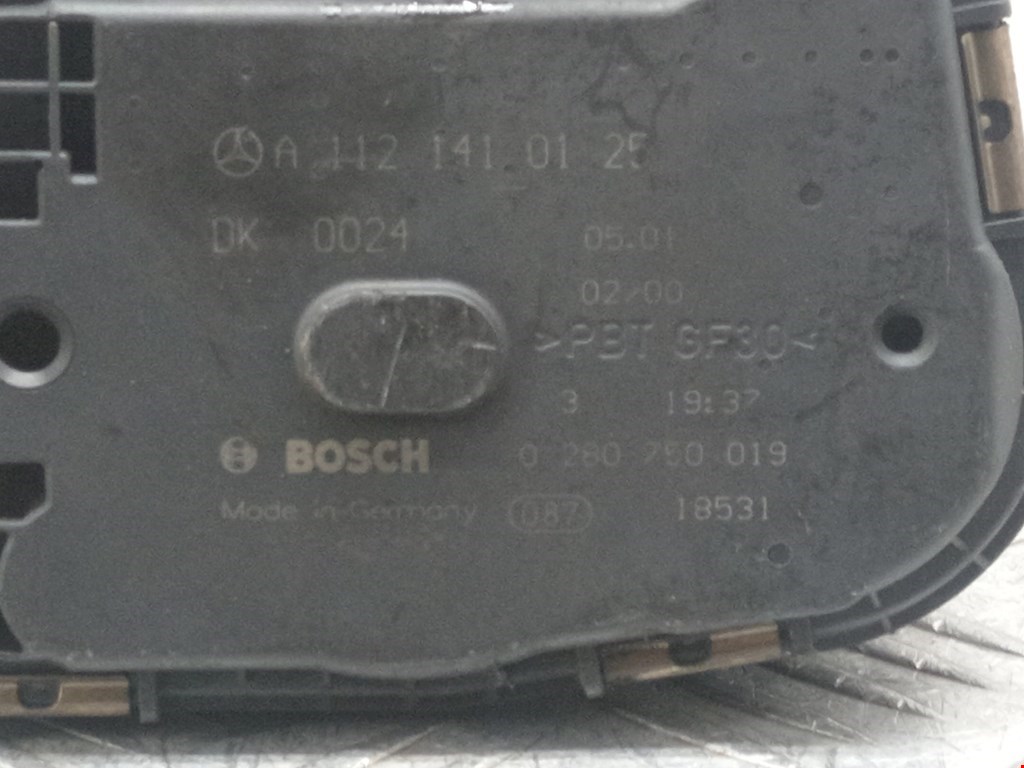 A 112 141 01 25
DK 0024 05.01
02/00
>PBT GF30<
3 19:37
BOSCH 0 280 750 019
Made in Germany 087 18531